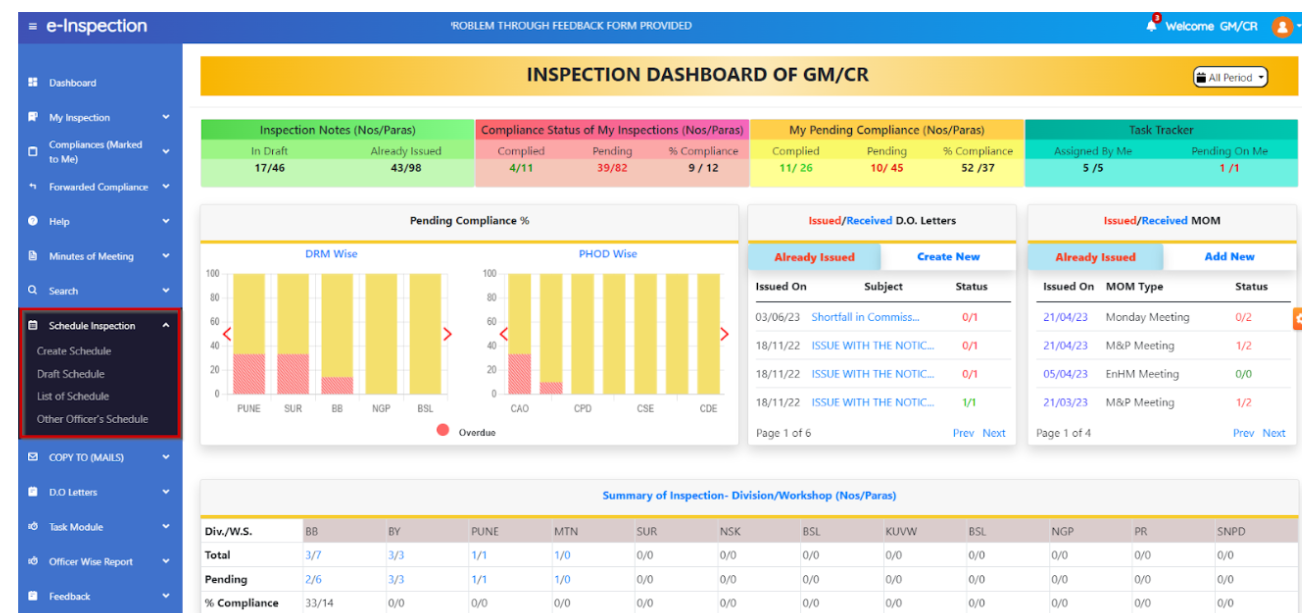 ≡ e-Inspection
ROBLEM THROUGH FEEDBACK FORM PROVIDED
3 Welcome GM/CR
Dashboard
My Inspection
Compliances (Marked
to Me)
Forwarded Compliance
Help
Minutes of Meeting
Search
Schedule Inspection
Create Schedule
Draft Schedule
List of Schedule
Other Officer's Schedule
COPY TO (MAILS)
D.O Letters
Task Module
Officer Wise Report
Feedback
INSPECTION DASHBOARD OF GM/CR
All Period
Inspection Notes (Nos/Paras) Compliance Status of My Inspections (Nos/Paras) My Pending Compliance (Nos/Paras) Task Tracker
In Draft Already Issued Complied Pending % Compliance Complied Pending % Compliance Assigned By Me Pending On Me
17/46 43/98 4/11 39/82 9 / 12 11/ 26 10/ 45 52 /37 5 /5 1 /1
Pending Compliance %
DRM Wise PHOD Wise
100 100
80 80
60 60
40 40
20 20
0 0
PUNE SUR BB NGP BSL CAO CPD CSE CDE
Overdue
Issued/Received D.O. Letters
Already Issued Create New
Issued On Subject Status
03/06/23 Shortfall in Commiss... 0/1
18/11/22 ISSUE WITH THE NOTIC... 0/1
18/11/22 ISSUE WITH THE NOTIC... 0/1
18/11/22 ISSUE WITH THE NOTIC... 1/1
Page 1 of 6 Prev Next
Issued/Received MOM
Already Issued Add New
Issued On MOM Type Status
21/04/23 Monday Meeting 0/2
21/04/23 M&P Meeting 1/2
05/04/23 EnHM Meeting 0/0
21/03/23 M&P Meeting 1/2
Page 1 of 4 Prev Next
Summary of Inspection- Division/Workshop (Nos/Paras)
Div./W.S. BB BY PUNE MTN SUR NSK BSL KUVW BSL NGP PR SNPD
Total 3/7 3/3 1/1 1/0 0/0 0/0 0/0 0/0 0/0 0/0 0/0 0/0
Pending 2/6 3/3 1/1 1/0 0/0 0/0 0/0 0/0 0/0 0/0 0/0 0/0
% Compliance 33/14 0/0 0/0 0/0 0/0 0/0 0/0 0/0 0/0 0/0 0/0 0/0